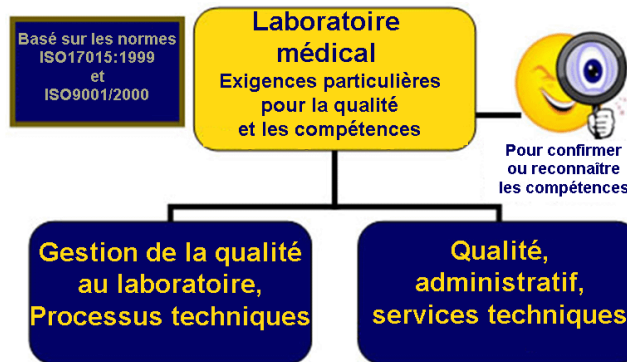 Basé sur les normes
ISO17015:1999
et
ISO9001/2000
Laboratoire
médical
Exigences particulières
pour la qualité
et les compétences
Pour confirmer
ou reconnaître
les compétences
Gestion de la qualité
au laboratoire,
Processus techniques
Qualité,
administratif,
services techniques